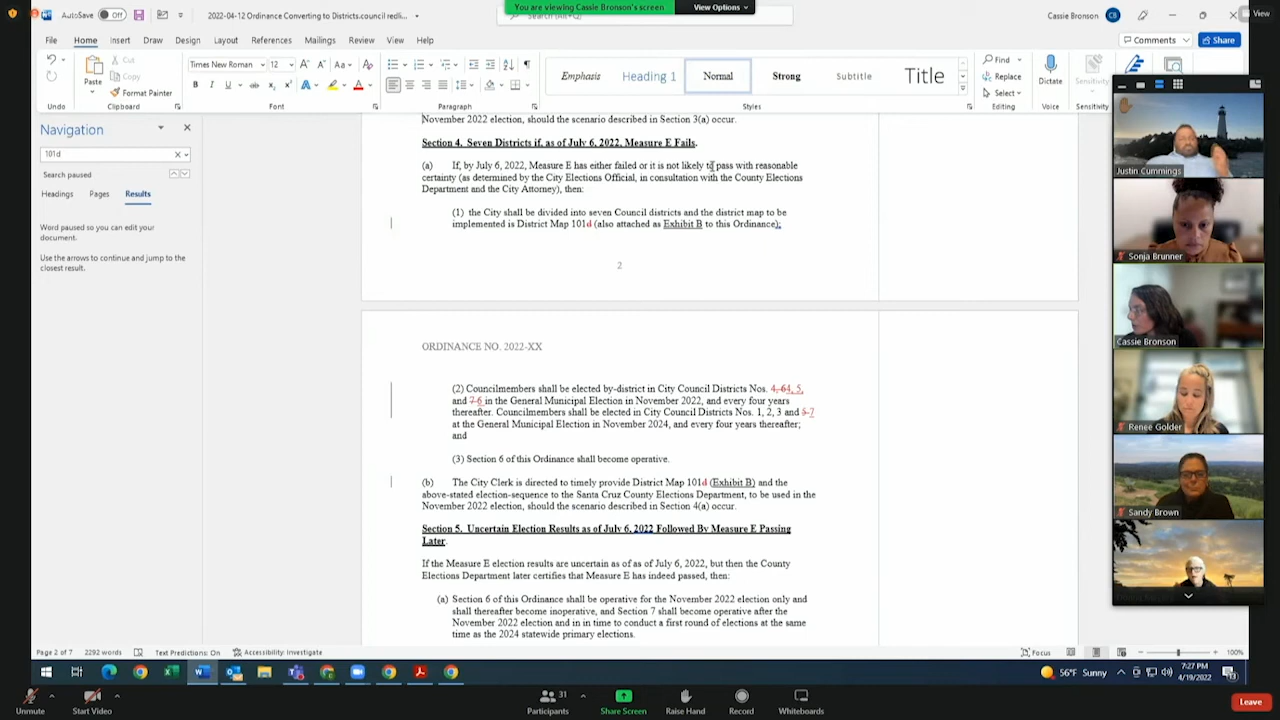 You are viewing Cassie Bronson's screen
View Options
View
AutoSave Off
2022-04-12 Ordinance Converting to Districts.council redli...
Search (Alt+Q)
Cassie Bronson
CB
File Home Insert Draw Design Layout References Mailings Review View Help
Comments
Share
Undo
Paste
Cut
Copy
Format Painter
Clipboard
Times New Roman
12
Font
Paragraph
Emphasis
Heading 1
Normal
Strong
Subtitle
Title
Styles
Find
Replace
Select
Editing
Dictate
Voice
Sensitivity
Sensitivity
Navigation
101d
Search paused
Headings Pages Results
Word paused so you can edit your
document.
Use the arrows to continue and jump to the
closest result.
November 2022 election, should the scenario described in Section 3(a) occur.
Section 4. Seven Districts if, as of July 6, 2022, Measure E Fails.
(a) If, by July 6, 2022, Measure E has either failed or it is not likely to pass with reasonable
certainty (as determined by the City Elections Official, in consultation with the County Elections
Department and the City Attorney), then:
(1) the City shall be divided into seven Council districts and the district map to be
implemented is District Map 101d (also attached as Exhibit B to this Ordinance);
2
ORDINANCE NO. 2022-XX
(2) Councilmembers shall be elected by-district in City Council Districts Nos. 4, 64, 5,
and 7 6 in the General Municipal Election in November 2022, and every four years
thereafter. Councilmembers shall be elected in City Council Districts Nos. 1, 2, 3 and 5 7
at the General Municipal Election in November 2024, and every four years thereafter;
and
(3) Section 6 of this Ordinance shall become operative.
(b) The City Clerk is directed to timely provide District Map 101d (Exhibit B) and the
above-stated election-sequence to the Santa Cruz County Elections Department, to be used in the
November 2022 election, should the scenario described in Section 4(a) occur.
Section 5. Uncertain Election Results as of July 6, 2022 Followed By Measure E Passing
Later.
If the Measure E election results are uncertain as of as of July 6, 2022, but then the County
Elections Department later certifies that Measure E has indeed passed, then:
(a) Section 6 of this Ordinance shall be operative for the November 2022 election only and
shall thereafter become inoperative, and Section 7 shall become operative after the
November 2022 election and in in time to conduct a first round of elections at the same
time as the 2024 statewide primary elections.
Justin Cummings
Sonja Brunner
Cassie Bronson
Renee Golder
Sandy Brown
Page 2 of 7
2292 words
Text Predictions: On
Accessibility: Investigate
Focus
100%
56°F Sunny
7:27 PM
4/19/2022
Unmute
Start Video
31
Participants
Share Screen
Raise Hand
Record
Whiteboards
Leave